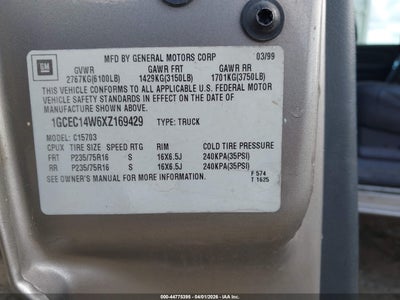 GM
MFD BY GENERAL MOTORS CORP 03/99
GVWR GAWR FRT GAWR RR
2767KG(6100LB) 1429KG(3150LB) 1701KG(3750LB)
THIS VEHICLE CONFORMS TO ALL APPLICABLE U.S. FEDERAL MOTOR
VEHICLE SAFETY STANDARDS IN EFFECT ON THE DATE OF
MANUFACTURE SHOWN ABOVE.
1GCEC14W6XZ169429 TYPE: TRUCK
MODEL: C15703
CPUX TIRE SIZE SPEED RTG RIM COLD TIRE PRESSURE
FRT P235/75R16 S 16X6.5J 240KPA(35PSI)
RR P235/75R16 S 16X6.5J 240KPA(35PSI)
SEE OWNER'S MANUAL FOR MORE INFORMATION.
F 574
T 1625
000-44775395 - 04/01/2026 - IAA, Inc.